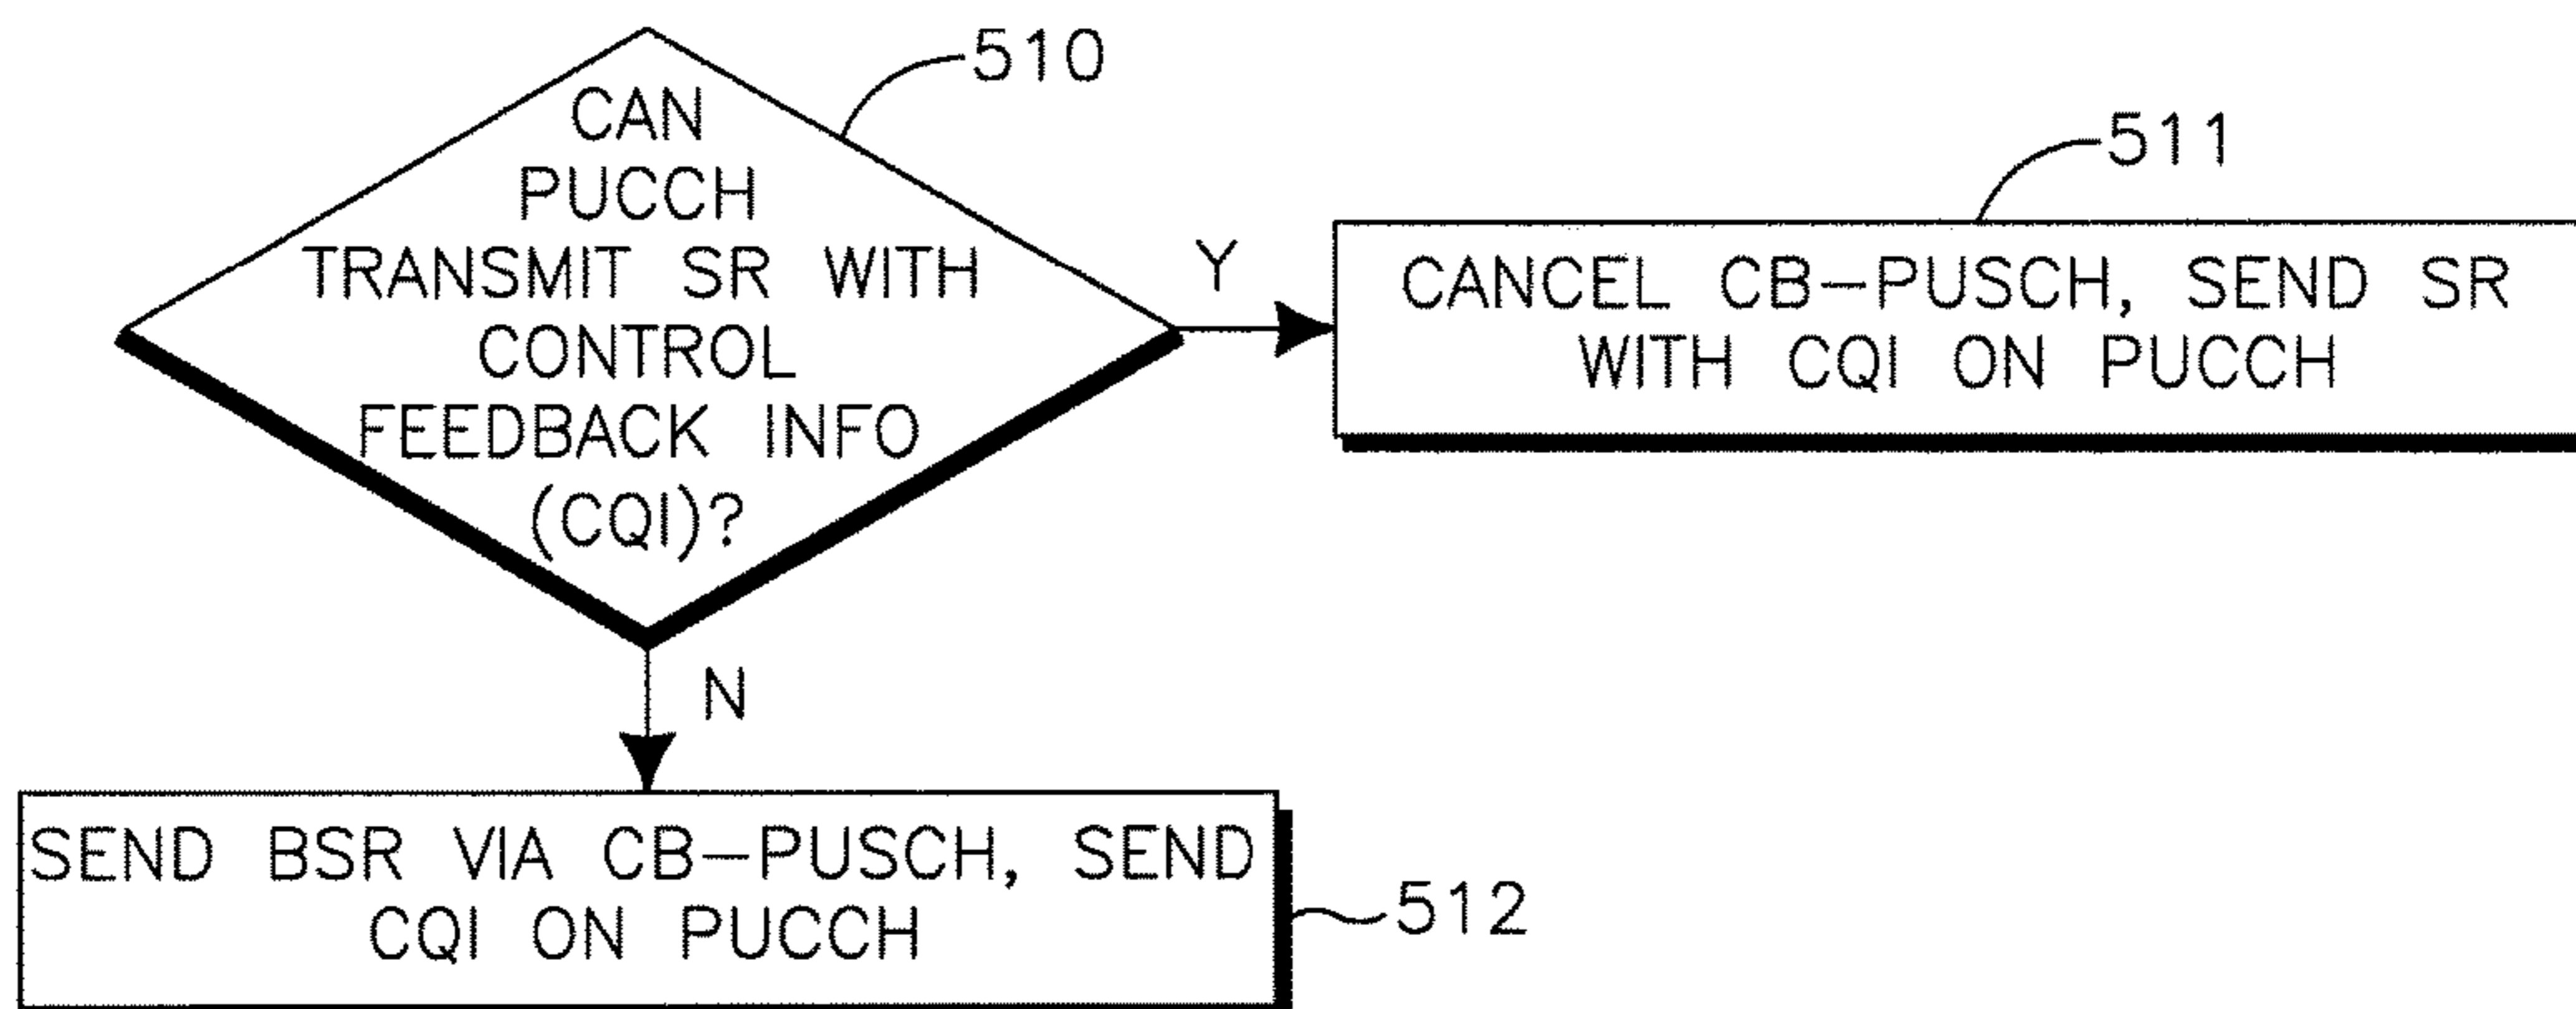 CAN
PUCCH
TRANSMIT SR WITH
CONTROL
FEEDBACK INFO
(CQI)?
510
Y
511
CANCEL CB-PUSCH, SEND SR
WITH CQI ON PUCCH
N
SEND BSR VIA CB-PUSCH, SEND
CQI ON PUCCH
512